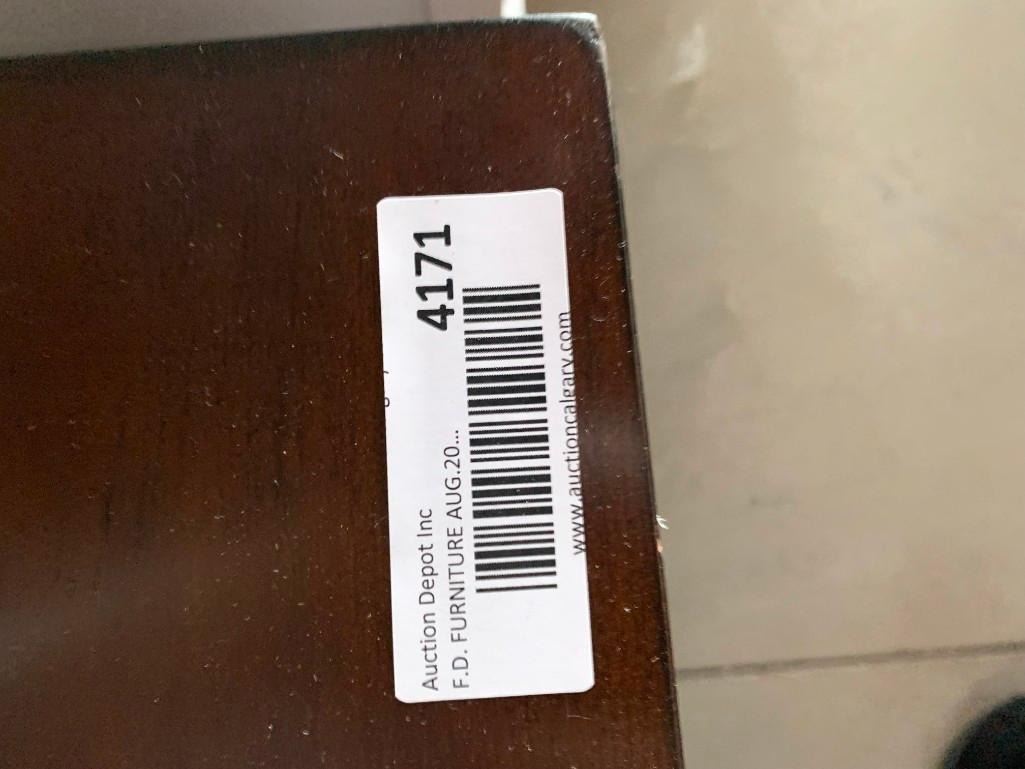 Auction Depot Inc
F.D. FURNITURE AUG.20...
4171
www.auctioncalgary.com